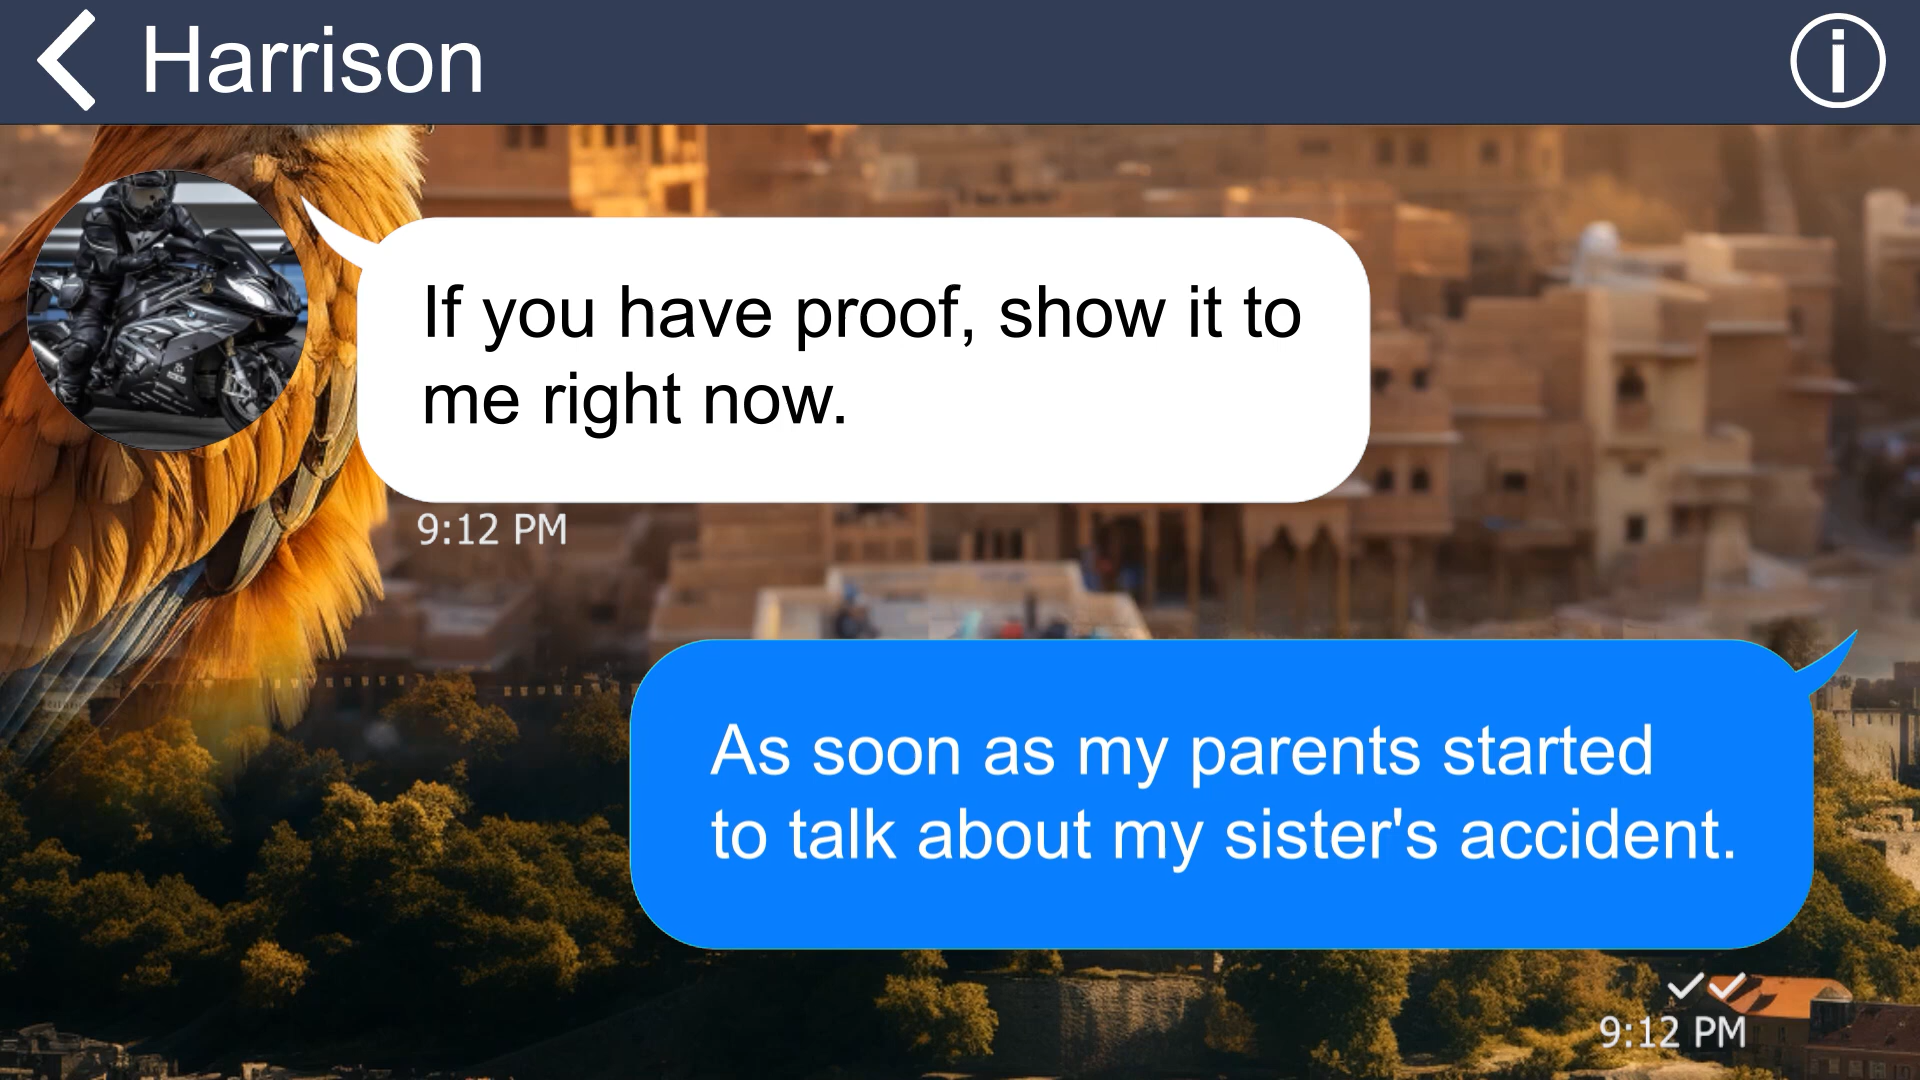 Harrison
If you have proof, show it to
me right now.
9:12 PM
As soon as my parents started
to talk about my sister's accident.
9:12 PM